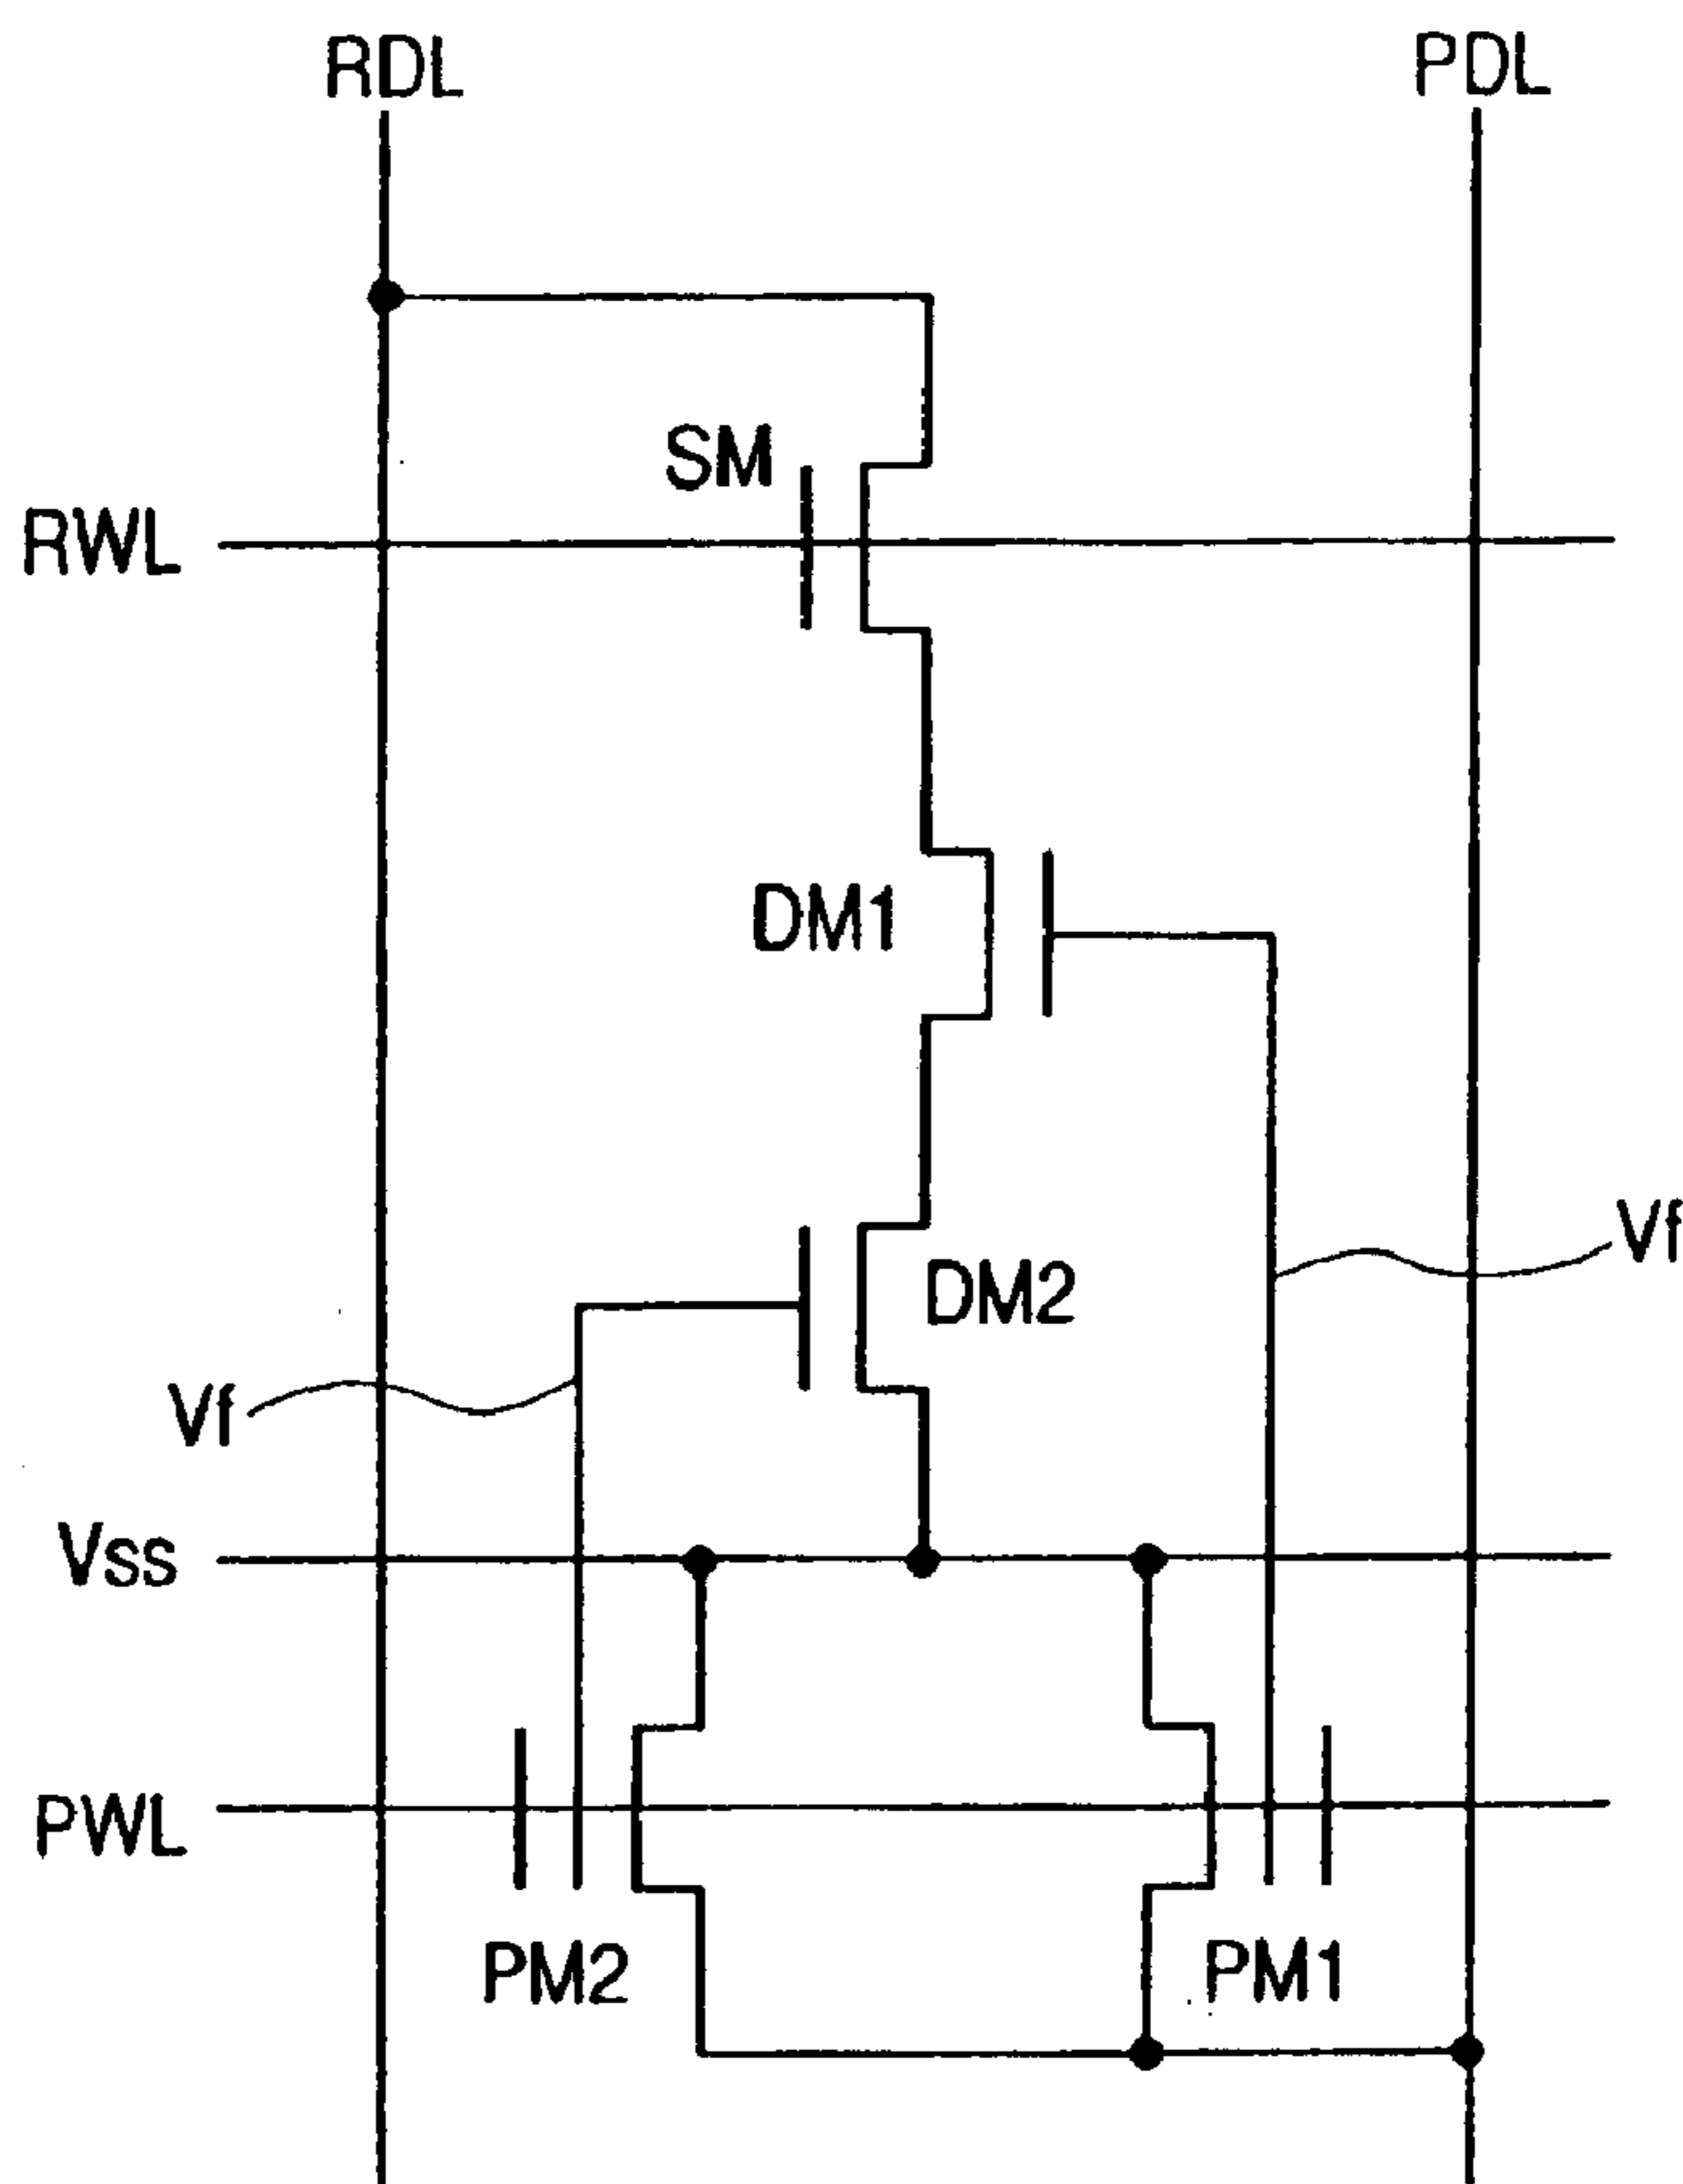 RDL
PDL
SM
RWL
DM1
Vf
DM2
Vf
Vss
PWL
PM2
PM1